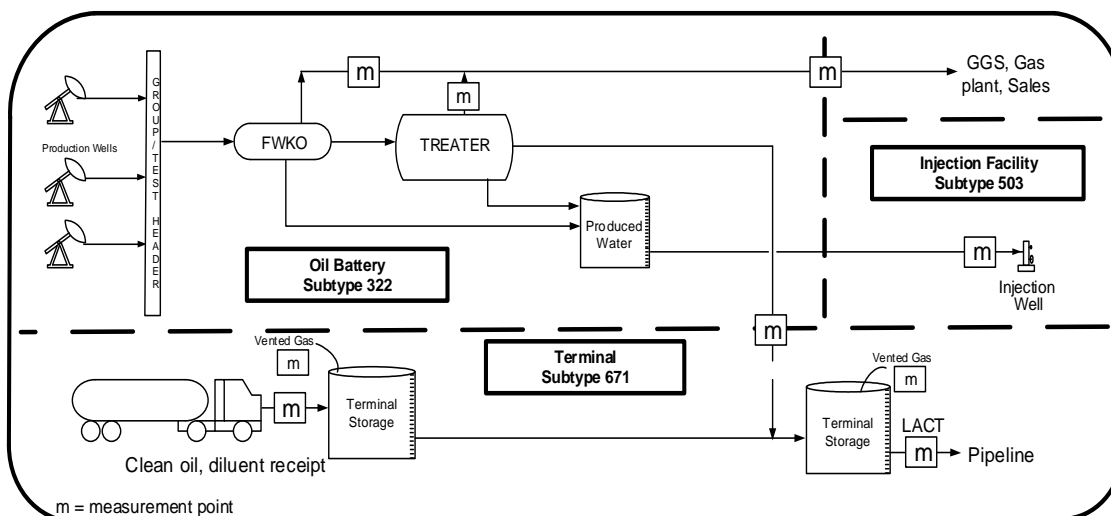 m
m
m
GGS, Gas
plant, Sales
GROUP/TEST HEADER
Production Wells
FWKO
TREATER
Injection Facility
Subtype 503
Produced
Water
m
Injection
Well
Oil Battery
Subtype 322
m
Vented Gas
m
Terminal
Subtype 671
Vented Gas
m
m
Terminal
Storage
Terminal
Storage
LACT
m
Pipeline
Clean oil, diluent receipt
m = measurement point